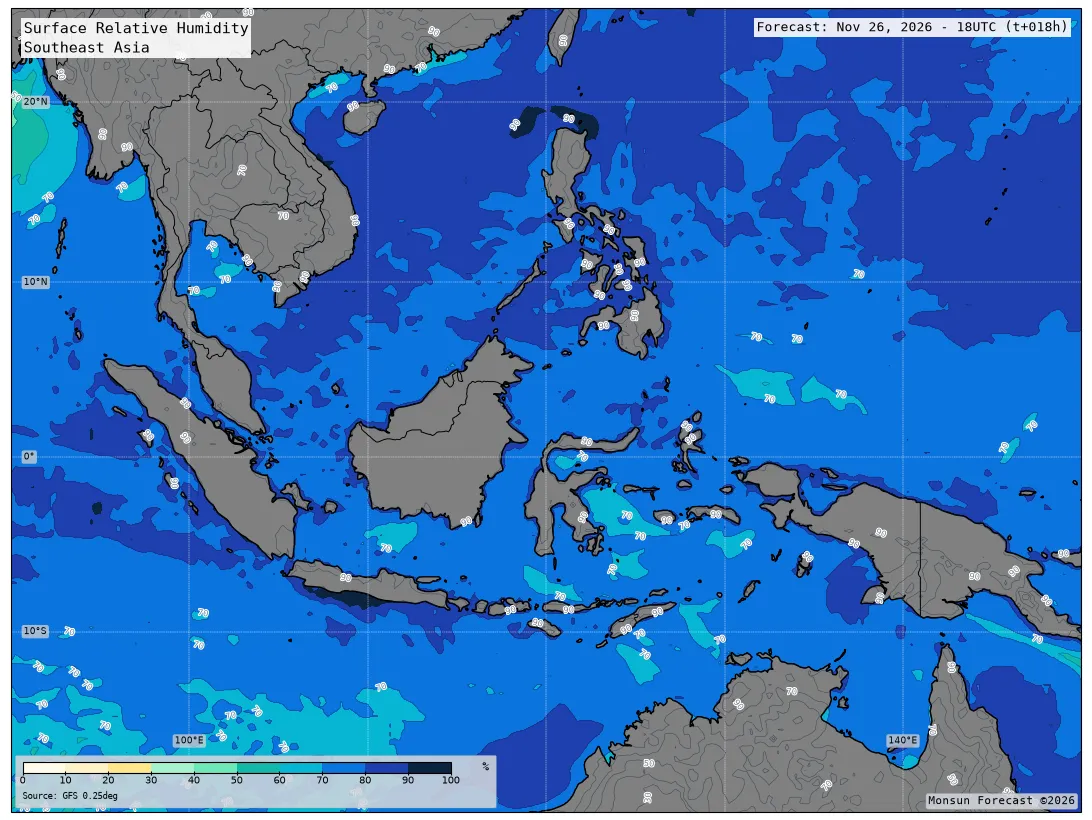 Surface Relative Humidity
Southeast Asia
Forecast: Nov 26, 2026 - 18UTC (t+018h)
20°N
10°N
0°
10°S
100°E
140°E
0 10 20 30 40 50 60 70 80 90 100 %
Source: GFS 0.25deg
Monsun Forecast ©2026